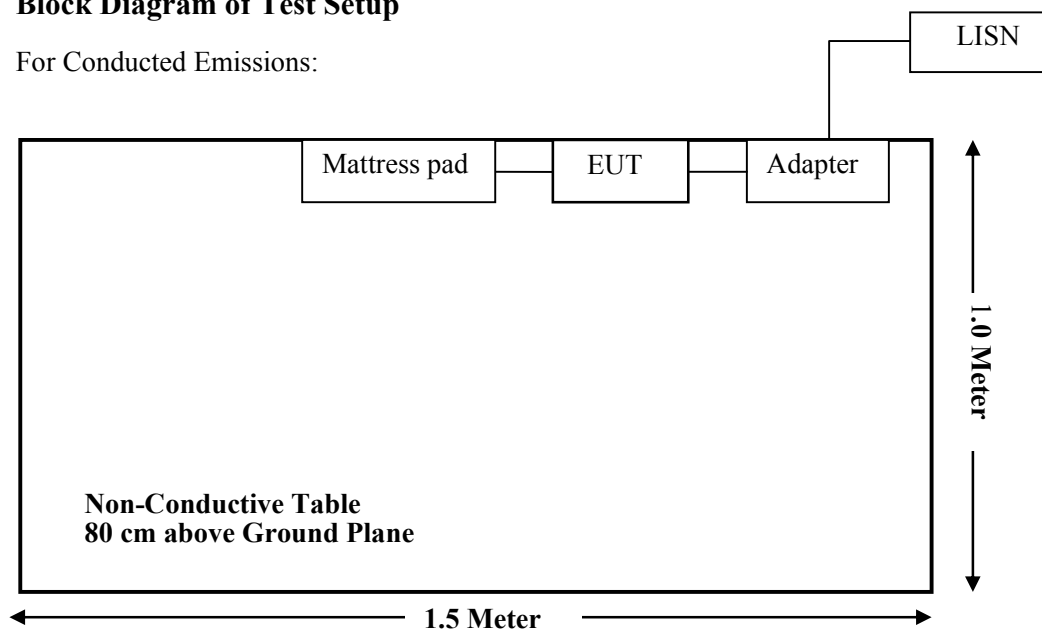 Block Diagram of Test Setup
LISN
For Conducted Emissions:
Mattress pad
EUT
Adapter
1.0 Meter
Non-Conductive Table
80 cm above Ground Plane
1.5 Meter